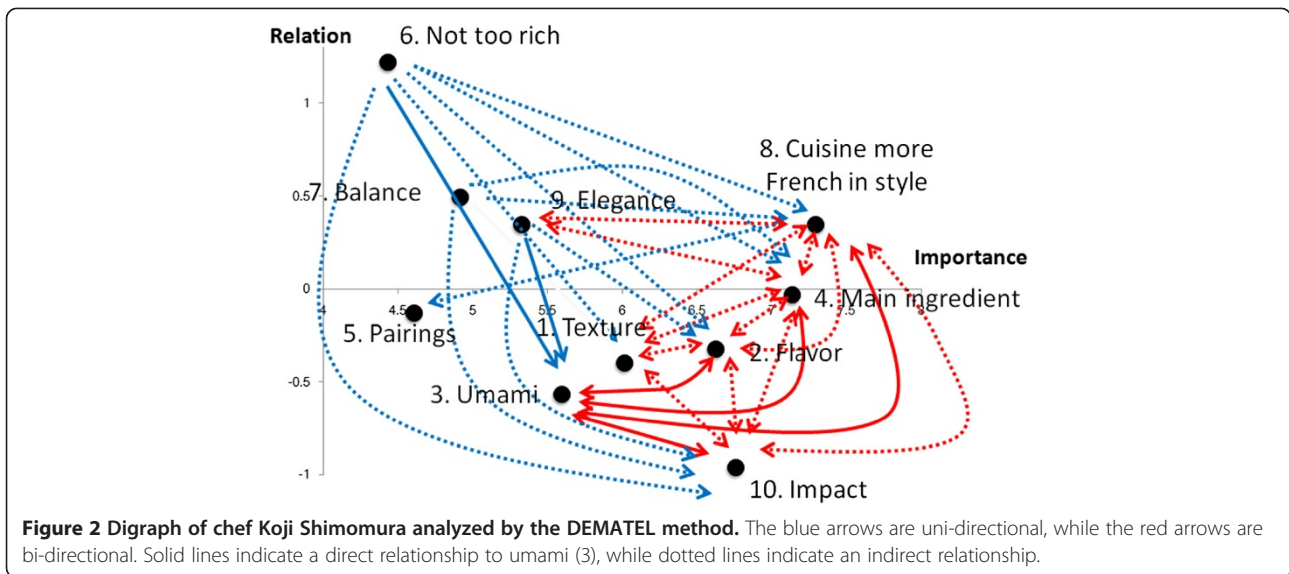 Relation
6. Not too rich
1
8. Cuisine more
French in style
0.5
7. Balance
9. Elegance
Importance
0
4
4.5
5
5.5
6
6.5
7
7.5
8
4. Main ingredient
5. Pairings
1. Texture
2. Flavor
-0.5
3. Umami
-1
10. Impact
Figure 2 Digraph of chef Koji Shimomura analyzed by the DEMATEL method. The blue arrows are uni-directional, while the red arrows are
bi-directional. Solid lines indicate a direct relationship to umami (3), while dotted lines indicate an indirect relationship.